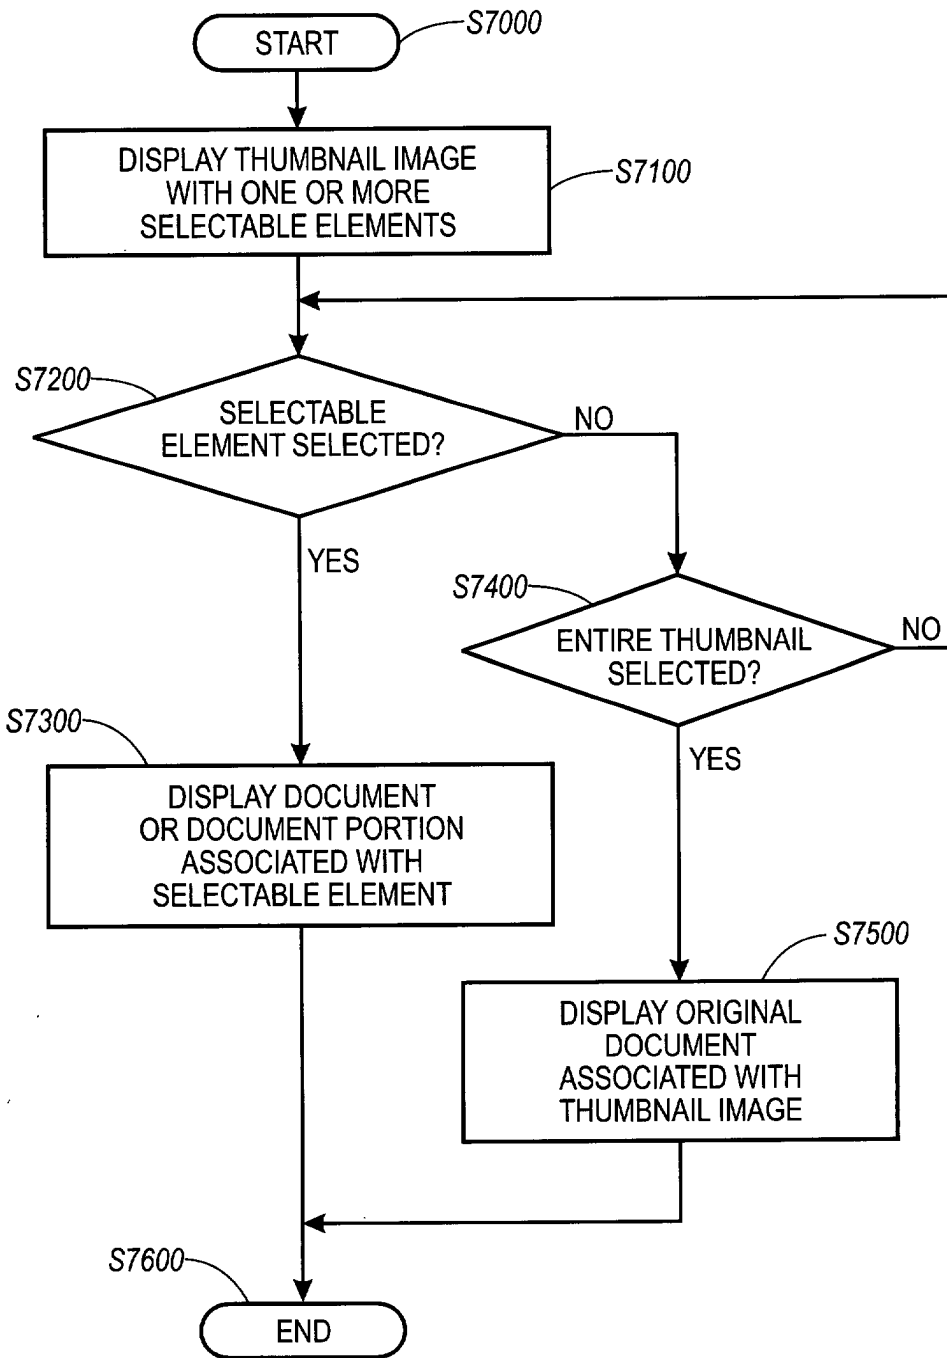 START
S7000
DISPLAY THUMBNAIL IMAGE
WITH ONE OR MORE
SELECTABLE ELEMENTS
S7100
S7200
SELECTABLE
ELEMENT SELECTED?
NO
YES
S7400
ENTIRE THUMBNAIL
SELECTED?
NO
YES
S7300
DISPLAY DOCUMENT
OR DOCUMENT PORTION
ASSOCIATED WITH
SELECTABLE ELEMENT
S7500
DISPLAY ORIGINAL
DOCUMENT
ASSOCIATED WITH
THUMBNAIL IMAGE
S7600
END